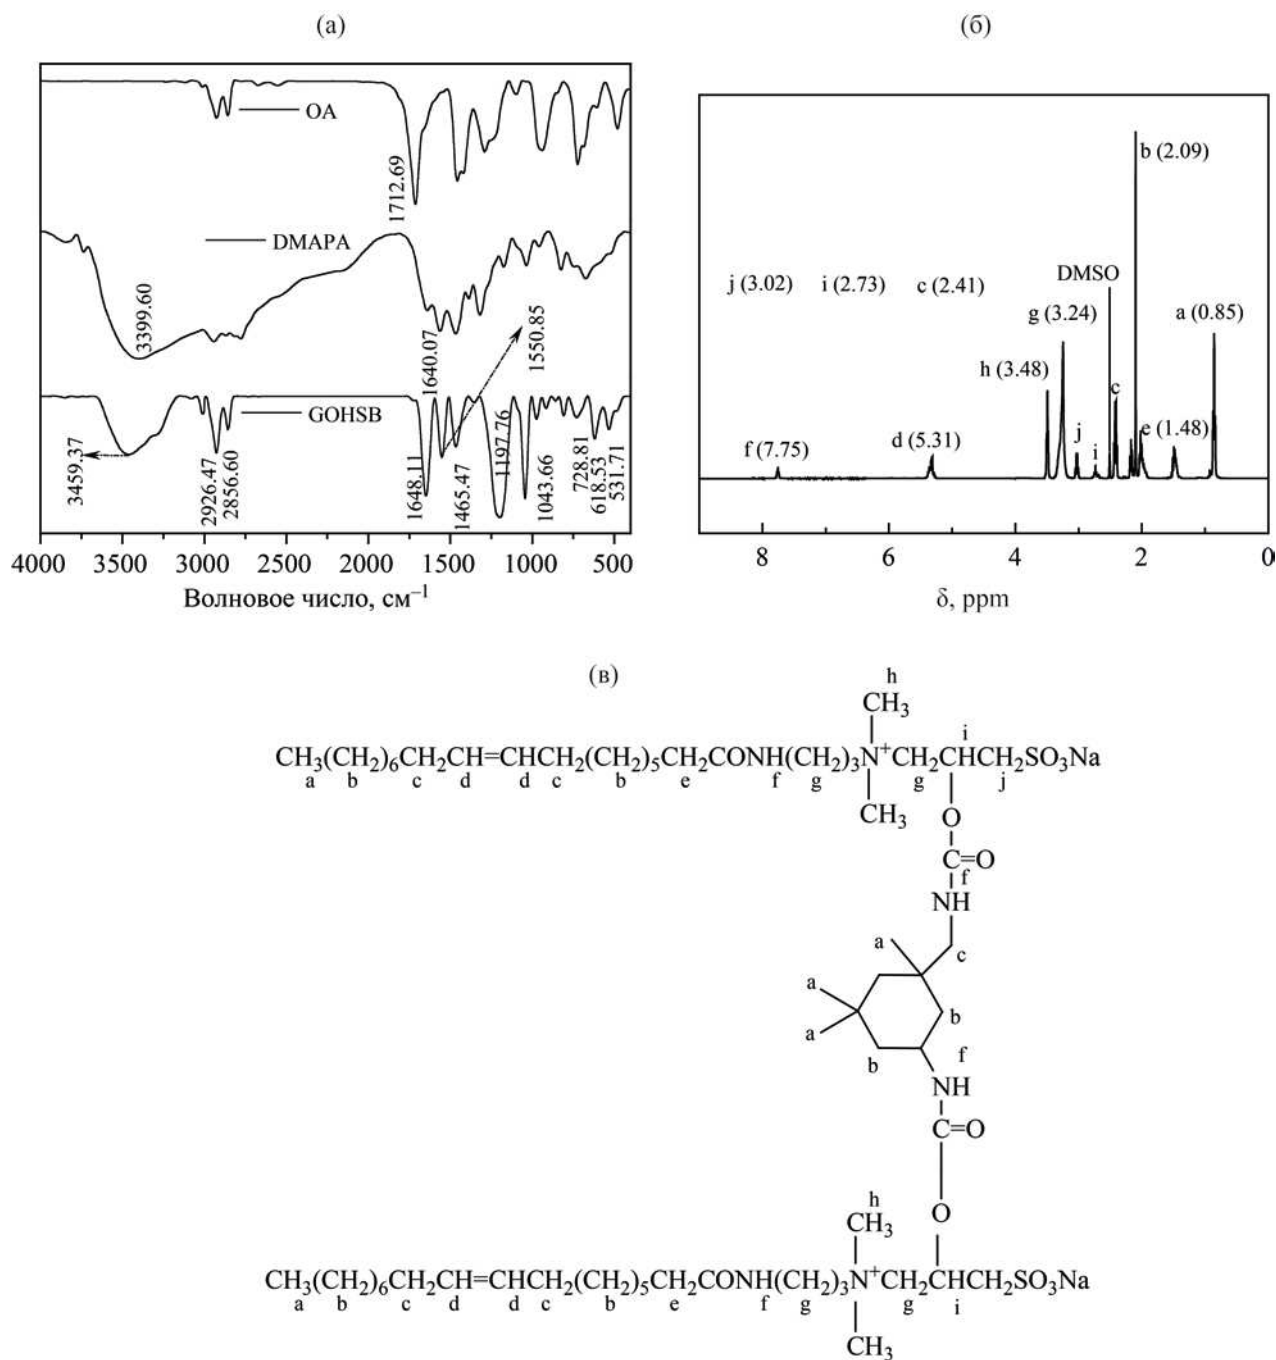 (а)
OA
1712.69
DMAPA
3399.60
1640.07
1550.85
GOHSB
3459.37
2926.47
2856.60
1648.11
1465.47
1197.76
1043.66
728.81
618.53
531.71
4000 3500 3000 2500 2000 1500 1000 500
Волновое число, см⁻¹
(б)
b (2.09)
DMSO
j (3.02) i (2.73) c (2.41)
g (3.24) a (0.85)
h (3.48)
c
f (7.75) d (5.31) j i e (1.48)
8 6 4 2 0
δ, ppm
(в)
h
CH₃ CH₃ i
CH₃(CH₂)₆CH₂CH=CHCH₂(CH₂)₅CH₂CONH(CH₂)₃N⁺CH₂CHCH₂SO₃Na
a b c d d c b e f g g j
CH₃ O
C=O
f
NH
a c
a
b
a
b f
NH
C=O
h
CH₃ O
CH₃(CH₂)₆CH₂CH=CHCH₂(CH₂)₅CH₂CONH(CH₂)₃N⁺CH₂CHCH₂SO₃Na
a b c d d c b e f g g i
CH₃